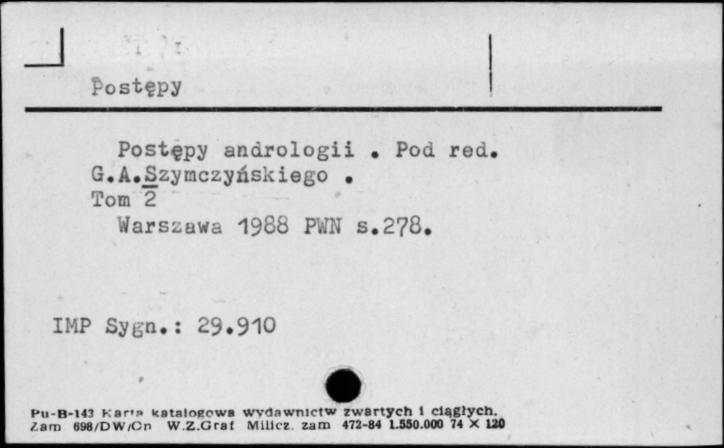 Postępy
Postępy andrologii . Pod red.
G.A.Szymczyńskiego .
Tom 2
Warszawa 1988 PWN s.278.
IMP Sygn.: 29.910
Pu-B-143 Karta katalogowa wydawnictw zwartych i ciągłych.
Zam 698/DW/Cn W.Z.Graf Milicz. zam 472-84 1.550.000 74 X 120